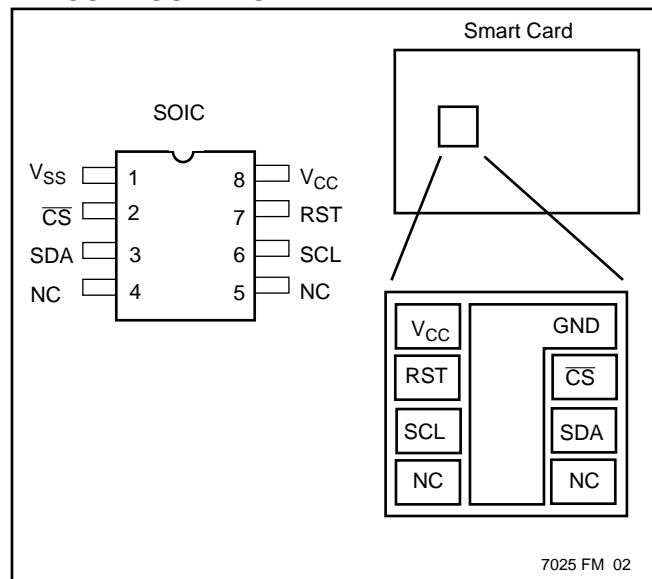 Smart Card
SOIC
VSS 1 8 VCC
CS 2 7 RST
SDA 3 6 SCL
NC 4 5 NC
VCC GND
RST CS
SCL SDA
NC NC
7025 FM 02